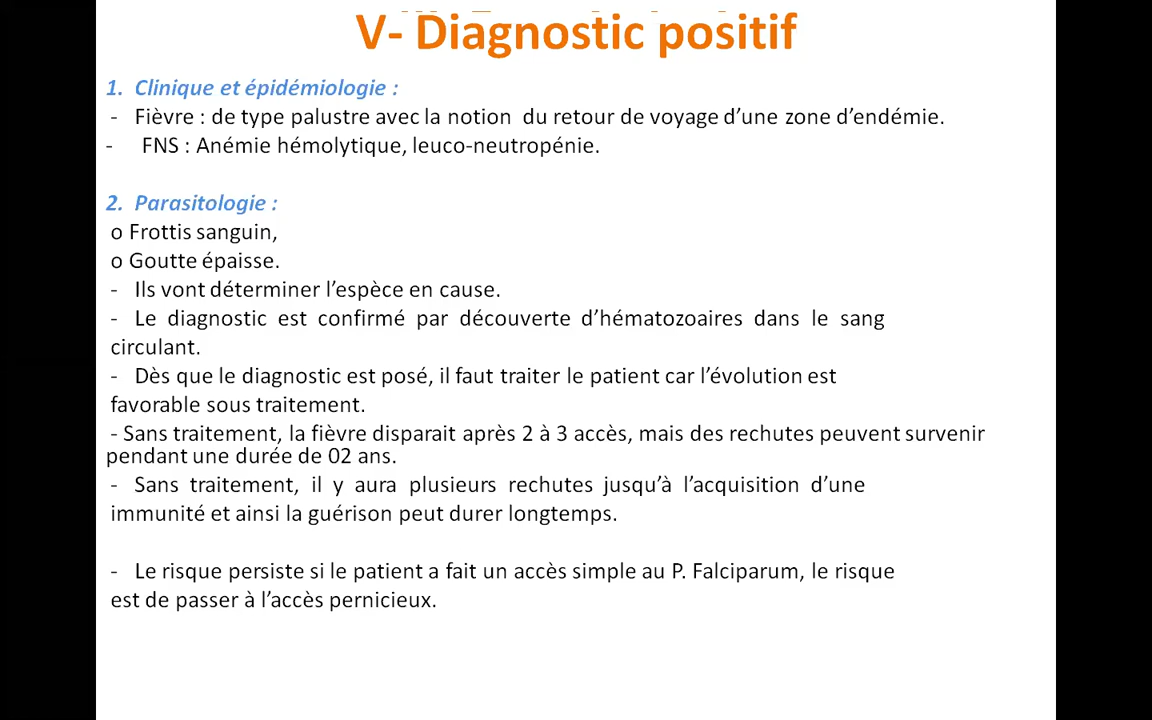 V- Diagnostic positif
1. Clinique et épidémiologie :
- Fièvre : de type palustre avec la notion du retour de voyage d’une zone d’endémie.
- FNS : Anémie hémolytique, leuco-neutropénie.
2. Parasitologie :
o Frottis sanguin,
o Goutte épaisse.
- Ils vont déterminer l’espèce en cause.
- Le diagnostic est confirmé par découverte d’hématozoaires dans le sang
circulant.
- Dès que le diagnostic est posé, il faut traiter le patient car l’évolution est
favorable sous traitement.
- Sans traitement, la fièvre disparait après 2 à 3 accès, mais des rechutes peuvent survenir
pendant une durée de 02 ans.
- Sans traitement, il y aura plusieurs rechutes jusqu’à l’acquisition d’une
immunité et ainsi la guérison peut durer longtemps.
- Le risque persiste si le patient a fait un accès simple au P. Falciparum, le risque
est de passer à l’accès pernicieux.